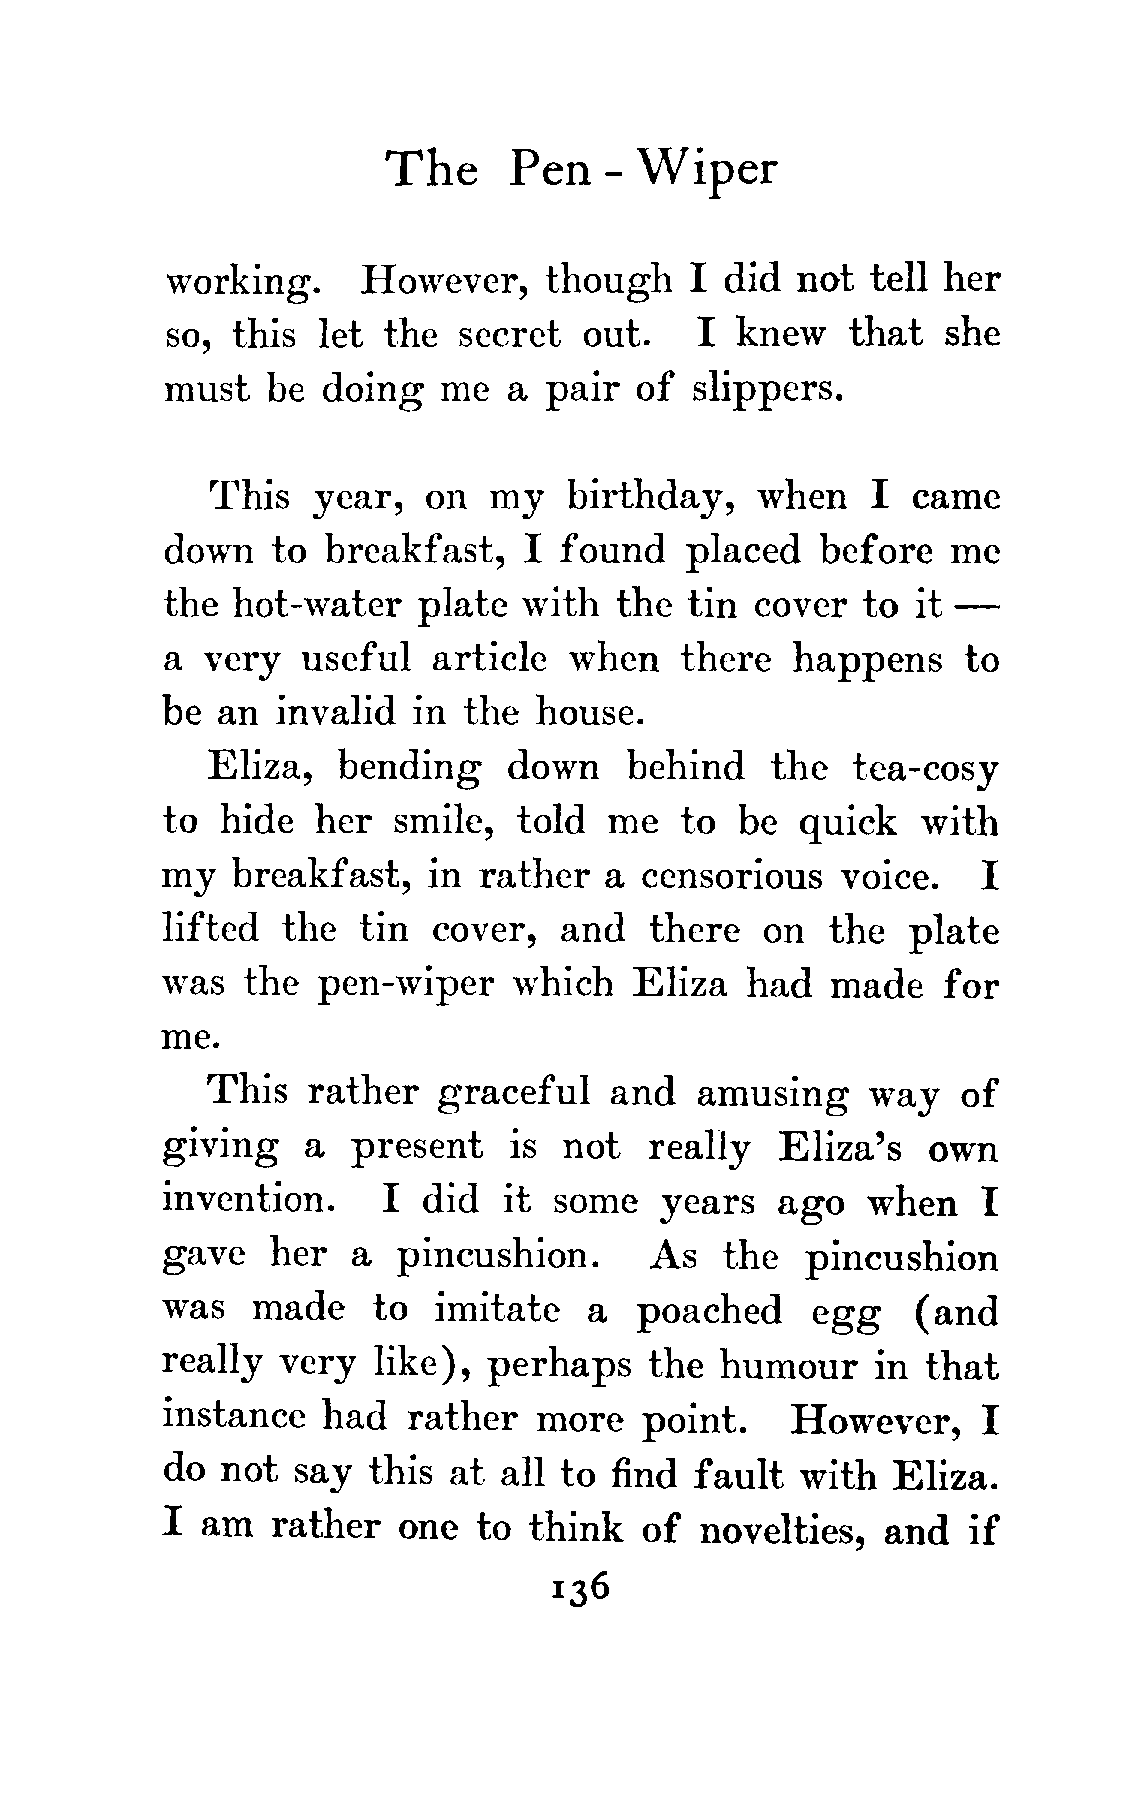 The Pen - Wiper
working. However, though I did not tell her
so, this let the secret out. I knew that she
must be doing me a pair of slippers.
This year, on my birthday, when I came
down to breakfast, I found placed before me
the hot-water plate with the tin cover to it —
a very useful article when there happens to
be an invalid in the house.
Eliza, bending down behind the tea-cosy
to hide her smile, told me to be quick with
my breakfast, in rather a censorious voice. I
lifted the tin cover, and there on the plate
was the pen-wiper which Eliza had made for
me.
This rather graceful and amusing way of
giving a present is not really Eliza's own
invention. I did it some years ago when I
gave her a pincushion. As the pincushion
was made to imitate a poached egg (and
really very like), perhaps the humour in that
instance had rather more point. However, I
do not say this at all to find fault with Eliza.
I am rather one to think of novelties, and if
136